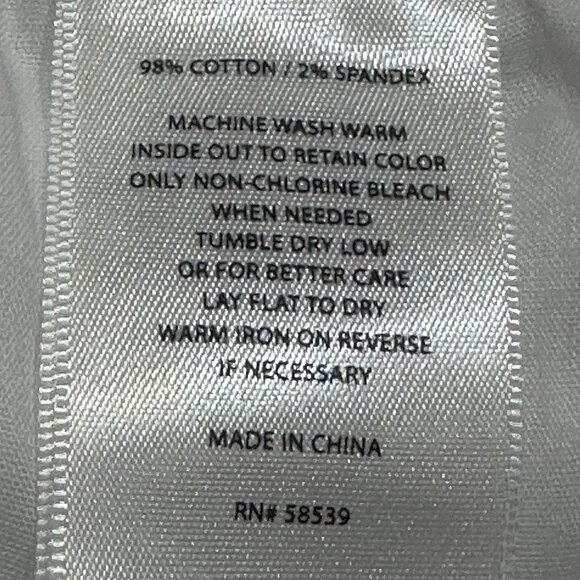 98% COTTON / 2% SPANDEX
MACHINE WASH WARM
INSIDE OUT TO RETAIN COLOR
ONLY NON-CHLORINE BLEACH
WHEN NEEDED
TUMBLE DRY LOW
OR FOR BETTER CARE
LAY FLAT TO DRY
WARM IRON ON REVERSE
IF NECESSARY
MADE IN CHINA
RN# 58539